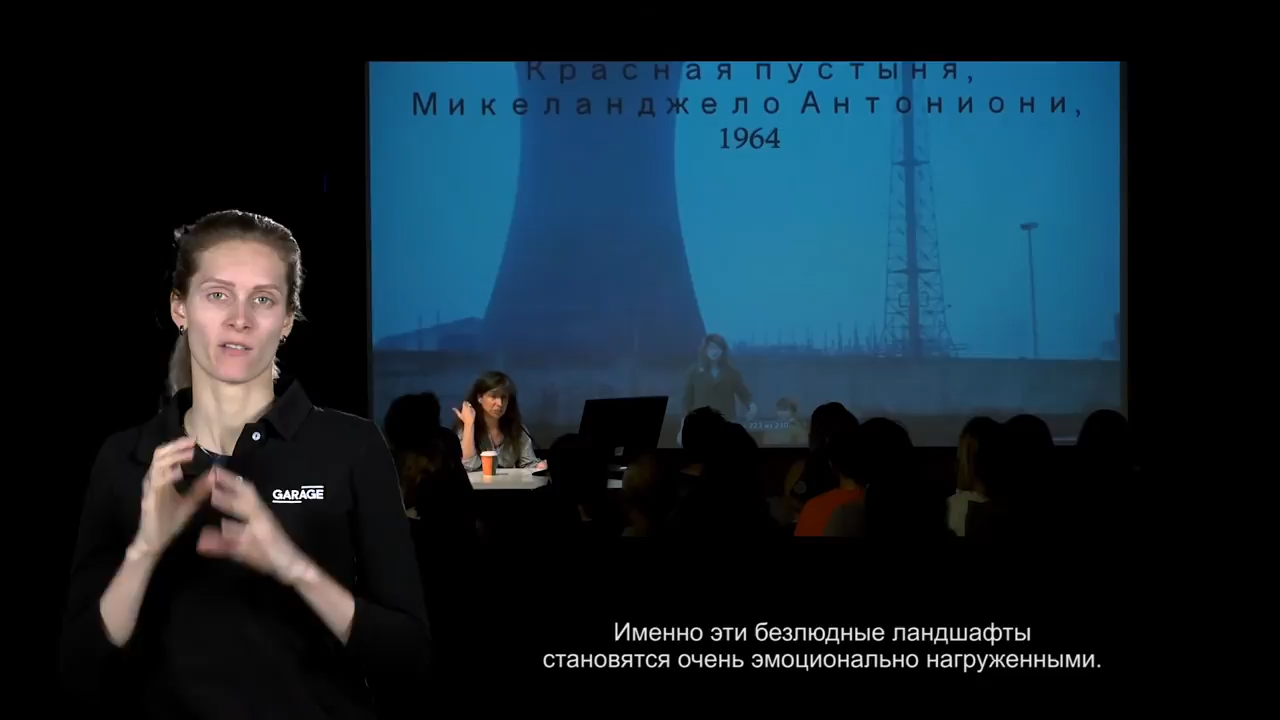 Красная пустыня,
Микеланджело Антониони,
1964
GARAGE
Именно эти безлюдные ландшафты
становятся очень эмоционально нагруженными.